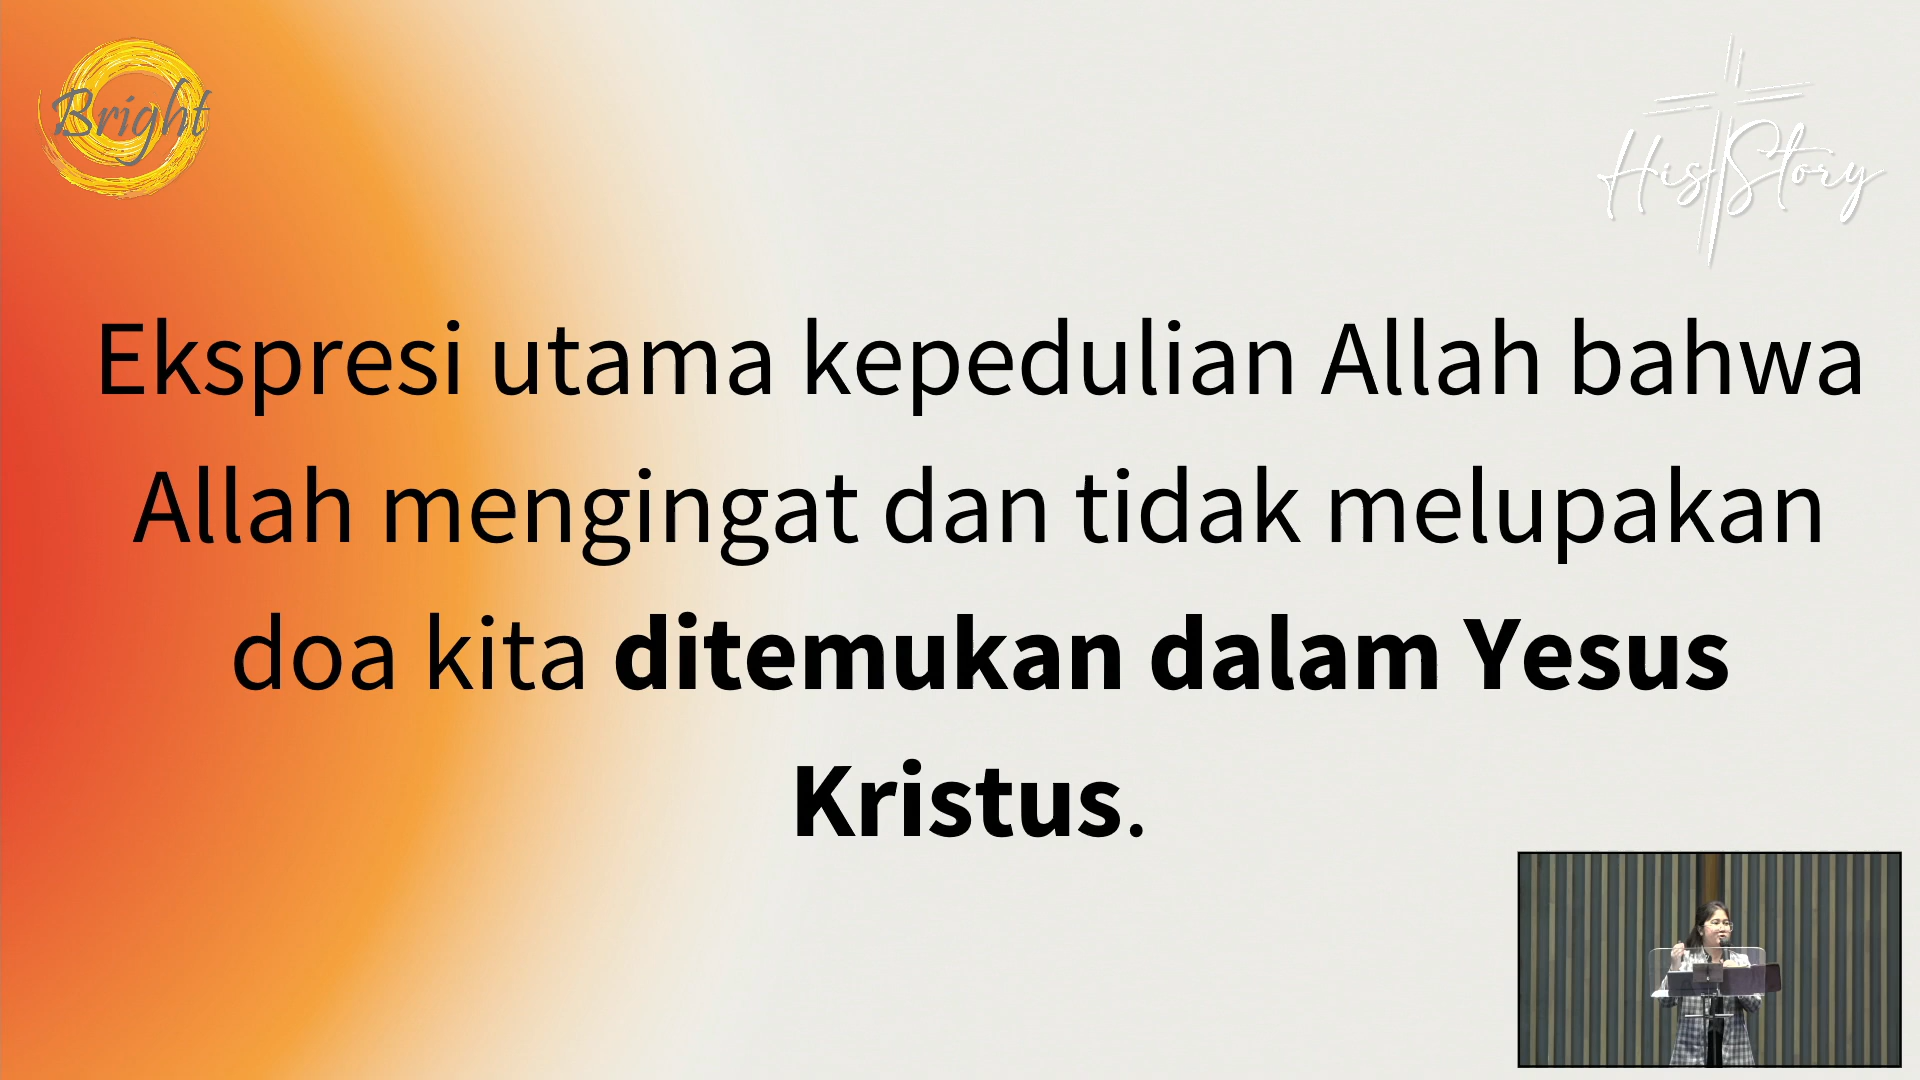 Bright
His Story
Ekspresi utama kepedulian Allah bahwa
Allah mengingat dan tidak melupakan
doa kita ditemukan dalam Yesus
Kristus.